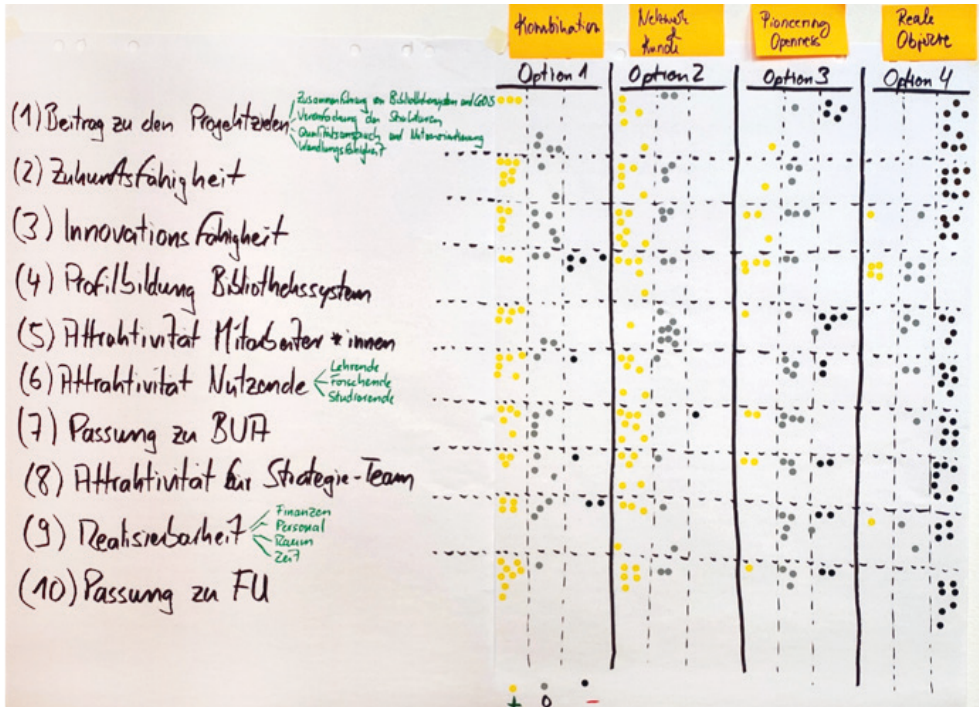 Kombination
Netzwerk
&
Kunde
Pioneering
Openness
Reale
Objekte
Option 1
Option 2
Option 3
Option 4
(1) Beitrag zu den Projektzielen
Zusammenführung von Bibliothekssystem und CeDiS
Vereinfachung der Strukturen
Qualitätsanspruch und Nutzerorientierung
Wandlungsfähigkeit
(2) Zukunftsfähigkeit
(3) Innovationsfähigkeit
(4) Profilbildung Bibliothekssystem
(5) Attraktivität Mitarbeiter*innen
(6) Attraktivität Nutzende
Lehrende
Forschende
Studierende
(7) Passung zu BUA
(8) Attraktivität für Strategie-Team
(9) Realisierbarkeit
Finanzen
Personal
Raum
Zeit
(10) Passung zu FU
+ 0 −